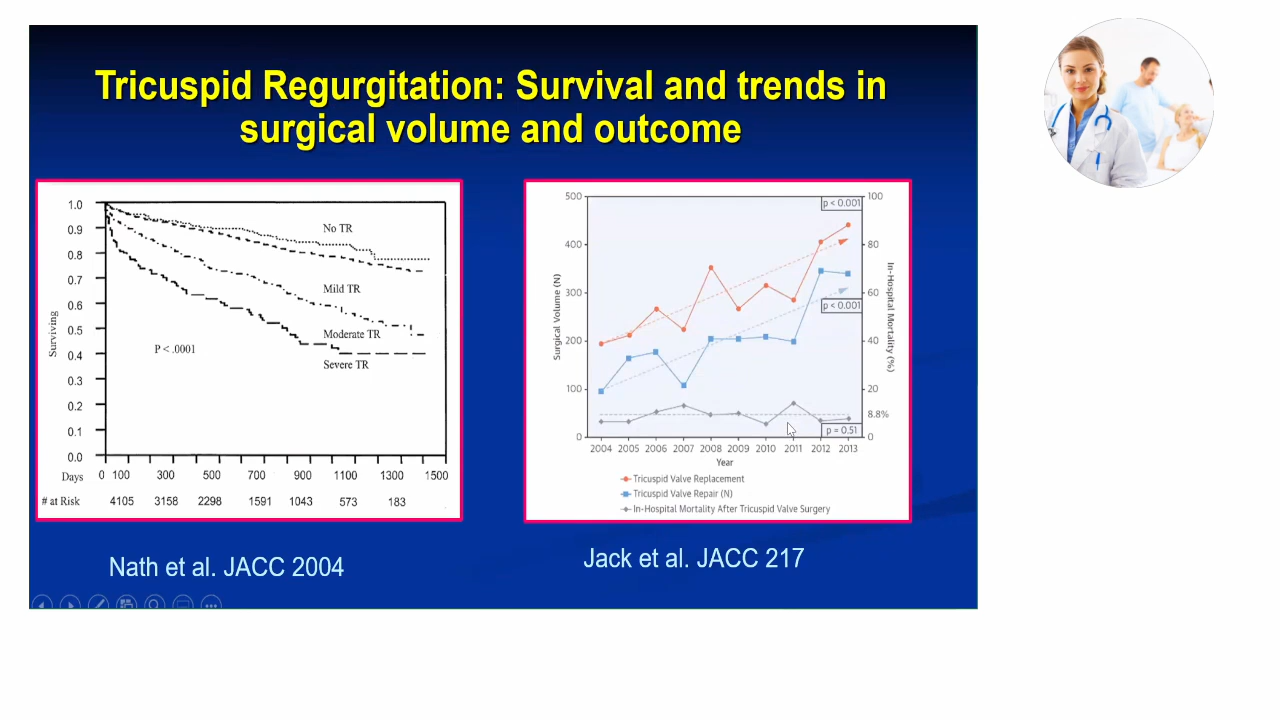 Tricuspid Regurgitation: Survival and trends in
surgical volume and outcome
1.0
0.9
0.8
0.7
0.6
0.5
0.4
0.3
0.2
0.1
0.0
Surviving
No TR
Mild TR
Moderate TR
Severe TR
P < .0001
Days 0 100 300 500 700 900 1100 1300 1500
# at Risk 4105 3158 2298 1591 1043 573 183
500
400
300
200
100
0
Surgical Volume (N)
100
80
60
40
20
8.8%
0
In-Hospital Mortality (%)
p < 0.001
p < 0.001
p = 0.51
2004 2005 2006 2007 2008 2009 2010 2011 2012 2013
Year
Tricuspid Valve Replacement
Tricuspid Valve Repair (N)
In-Hospital Mortality After Tricuspid Valve Surgery
Nath et al. JACC 2004
Jack et al. JACC 217